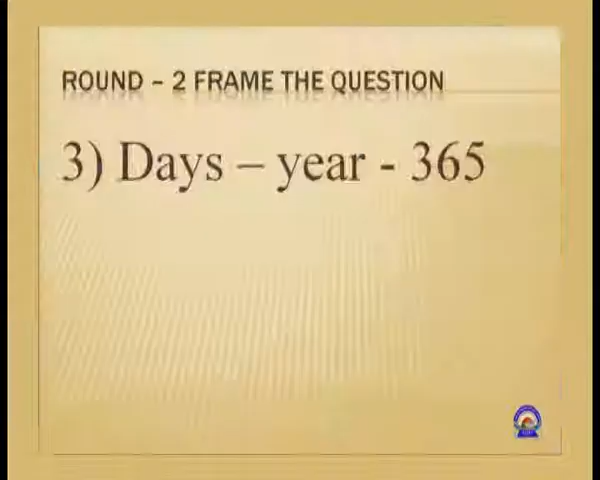 ROUND – 2 FRAME THE QUESTION
3) Days – year - 365